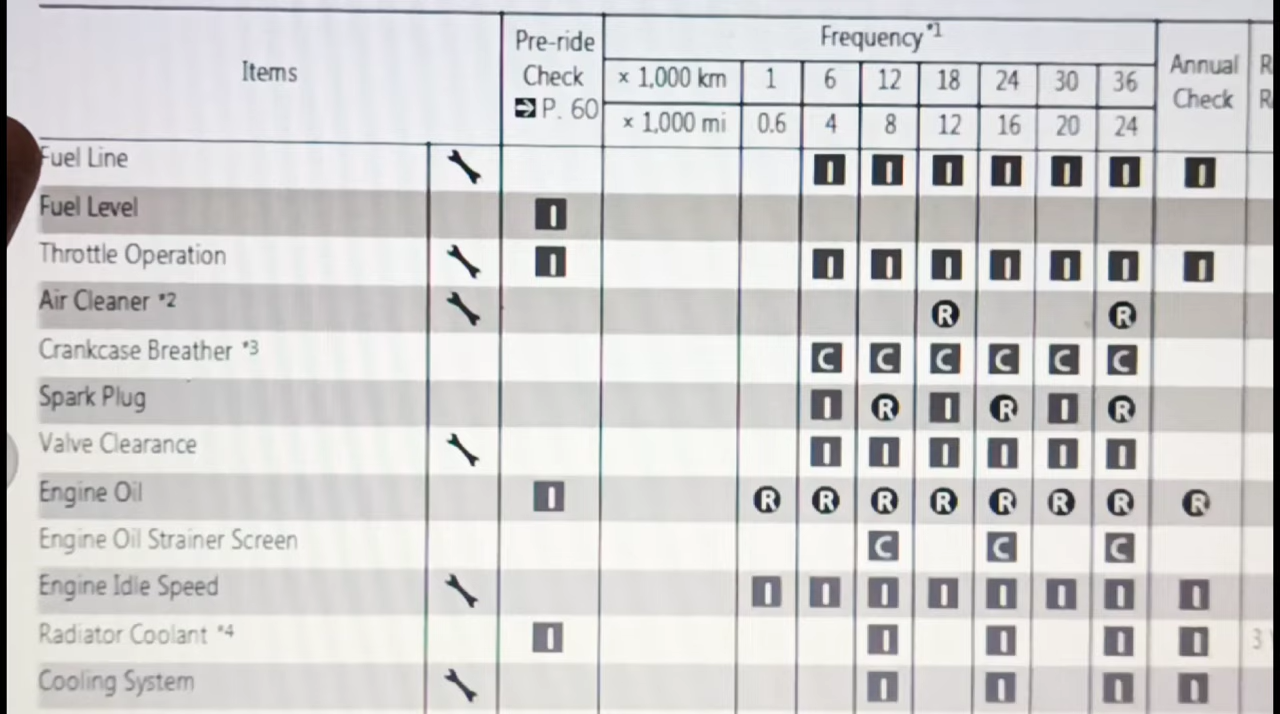 Items
Pre-ride
Check
P. 60
Frequency*1
Annual
Check
× 1,000 km 1 6 12 18 24 30 36
× 1,000 mi 0.6 4 8 12 16 20 24
Fuel Line I I I I I I I
Fuel Level I
Throttle Operation I I I I I I I I
Air Cleaner *2 R R
Crankcase Breather *3 C C C C C C
Spark Plug I R I R I R
Valve Clearance I I I I I I
Engine Oil I R R R R R R R R
Engine Oil Strainer Screen C C C
Engine Idle Speed I I I I I I I I
Radiator Coolant *4 I I I I I 3
Cooling System I I I I